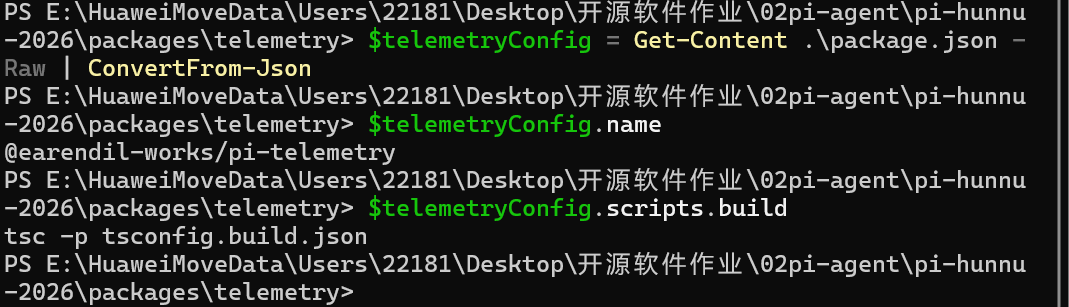 PS E:\HuaweiMoveData\Users\22181\Desktop\开源软件作业\02pi-agent\pi-hunnu
-2026\packages\telemetry> $telemetryConfig = Get-Content .\package.json -
Raw | ConvertFrom-Json
PS E:\HuaweiMoveData\Users\22181\Desktop\开源软件作业\02pi-agent\pi-hunnu
-2026\packages\telemetry> $telemetryConfig.name
@earendil-works/pi-telemetry
PS E:\HuaweiMoveData\Users\22181\Desktop\开源软件作业\02pi-agent\pi-hunnu
-2026\packages\telemetry> $telemetryConfig.scripts.build
tsc -p tsconfig.build.json
PS E:\HuaweiMoveData\Users\22181\Desktop\开源软件作业\02pi-agent\pi-hunnu
-2026\packages\telemetry>